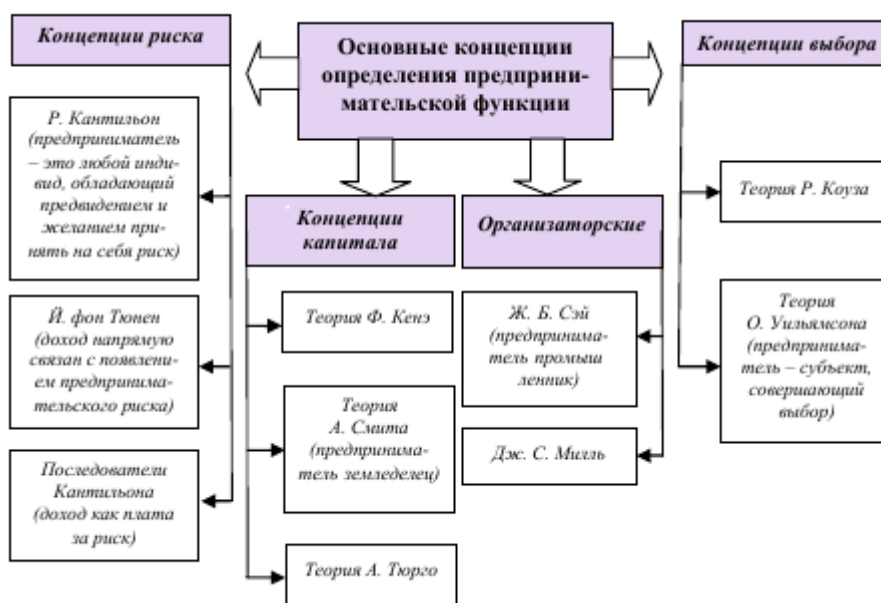 Основные концепции
определения предприни-
мательской функции
Концепции риска
Р. Кантильон
(предприниматель
– это любой инди-
вид, обладающий
предвидением и
желанием при-
нять на себя риск)
Й. фон Тюнен
(доход напрямую
связан с появлени-
ем предпринима-
тельского риска)
Последователи
Кантильона
(доход как плата
за риск)
Концепции
капитала
Теория Ф. Кенэ
Теория
А. Смита
(предпринима-
тель земледелец)
Теория А. Тюрго
Организаторские
Ж. Б. Сэй
(предпринима-
тель промыш
ленник)
Дж. С. Милль
Концепции выбора
Теория Р. Коуза
Теория
О. Уильямсона
(предпринима-
тель – субъект,
совершающий
выбор)